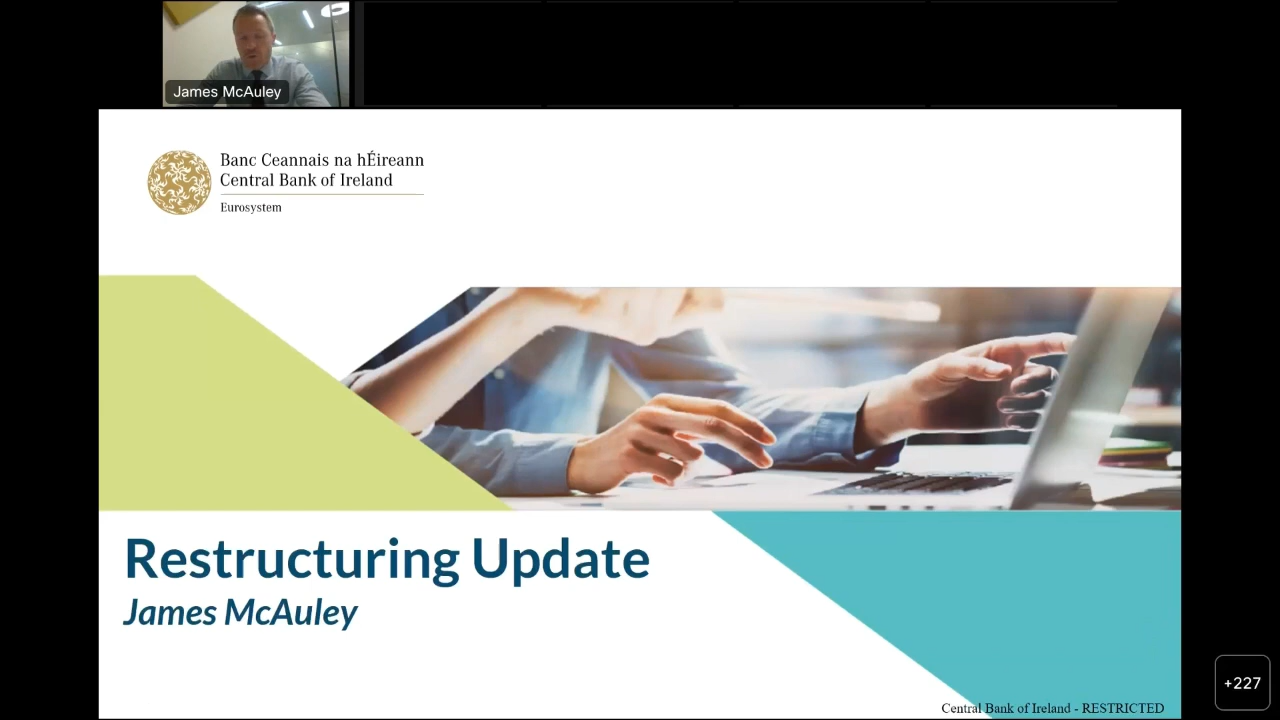 James McAuley
Banc Ceannais na hÉireann
Central Bank of Ireland
Eurosystem
Restructuring Update
James McAuley
Central Bank of Ireland - RESTRICTED
+227